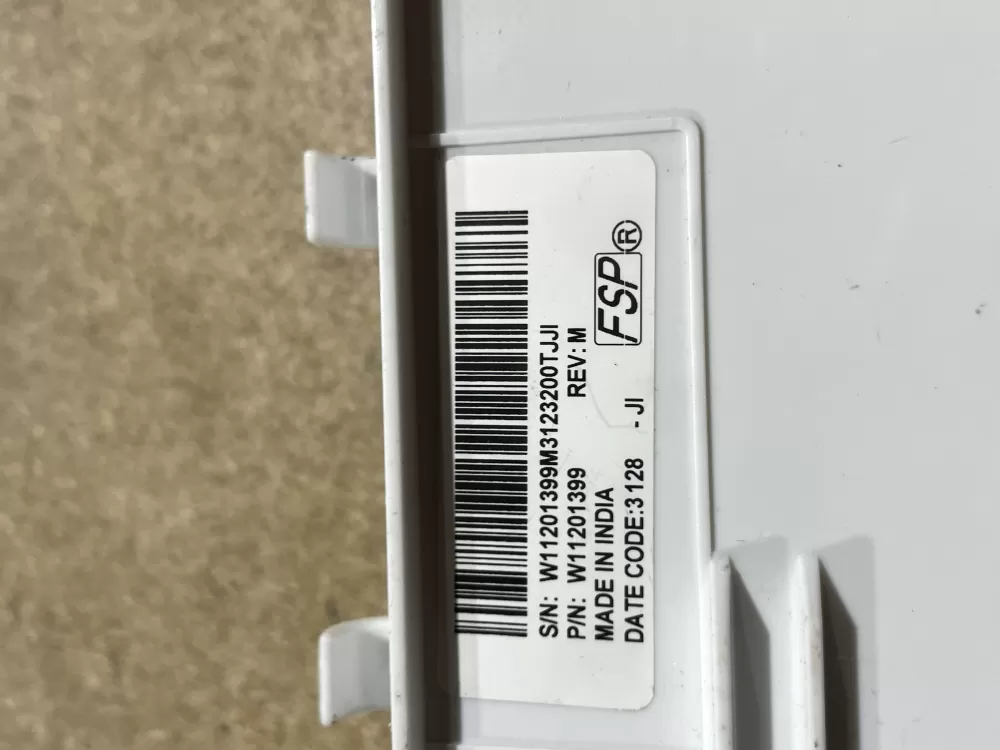 S/N: W11201399M3123200TJJI
P/N: W11201399 REV: M
MADE IN INDIA
DATE CODE:3128 - JI
FSP®